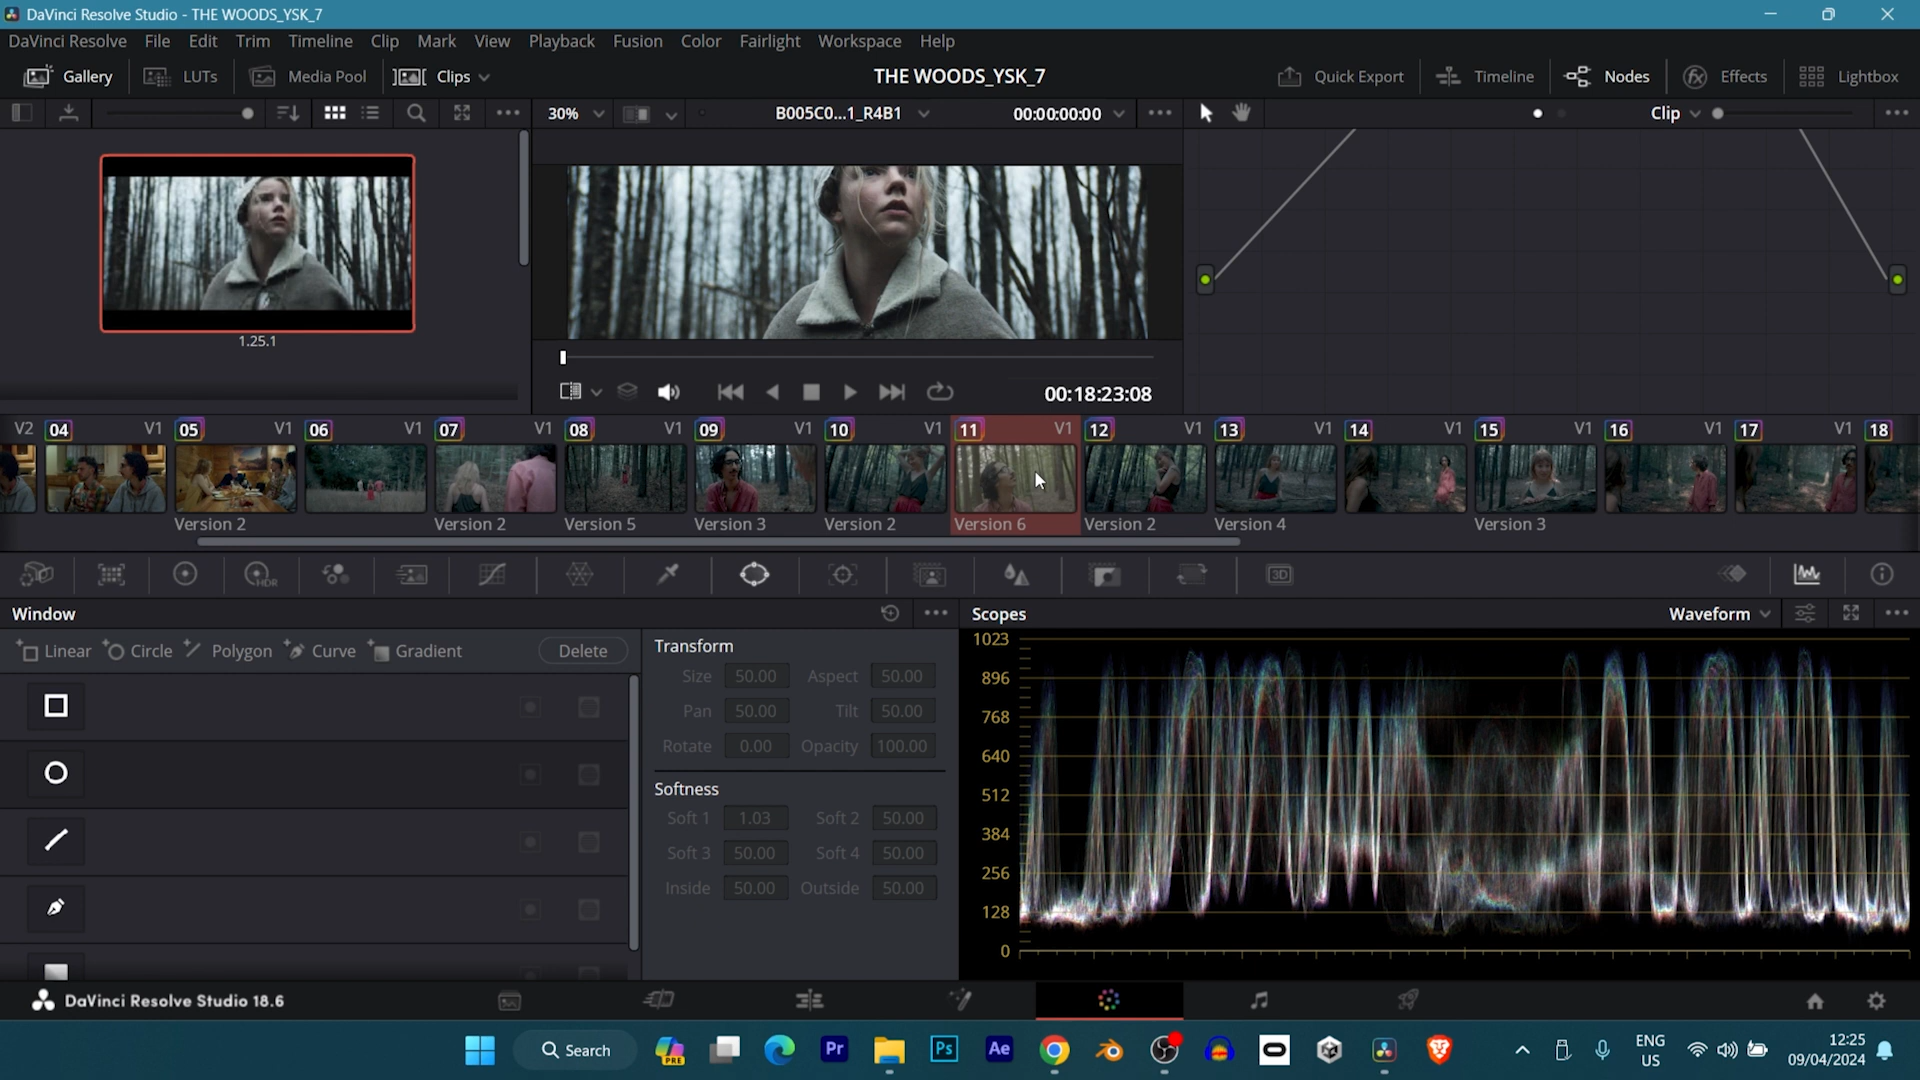 DaVinci Resolve Studio - THE WOODS_YSK_7
DaVinci Resolve File Edit Trim Timeline Clip Mark View Playback Fusion Color Fairlight Workspace Help
Gallery LUTs Media Pool Clips THE WOODS_YSK_7 Quick Export Timeline Nodes Effects Lightbox
30% B005C0...1_R4B1 00:00:00:00 Clip
1.25.1
00:18:23:08
V2 04 V1 05 V1 06 V1 07 V1 08 V1 09 V1 10 V1 11 V1 12 V1 13 V1 14 V1 15 V1 16 V1 17 V1 18
Version 2 Version 2 Version 5 Version 3 Version 2 Version 6 Version 2 Version 4 Version 3
HDR 3D
Window
Linear Circle Polygon Curve Gradient Delete
Transform
Size 50.00 Aspect 50.00
Pan 50.00 Tilt 50.00
Rotate 0.00 Opacity 100.00
Softness
Soft 1 1.03 Soft 2 50.00
Soft 3 50.00 Soft 4 50.00
Inside 50.00 Outside 50.00
Scopes Waveform
1023
896
768
640
512
384
256
128
0
DaVinci Resolve Studio 18.6
Search PRE Pr Ps Ae ENG US 12:25
09/04/2024